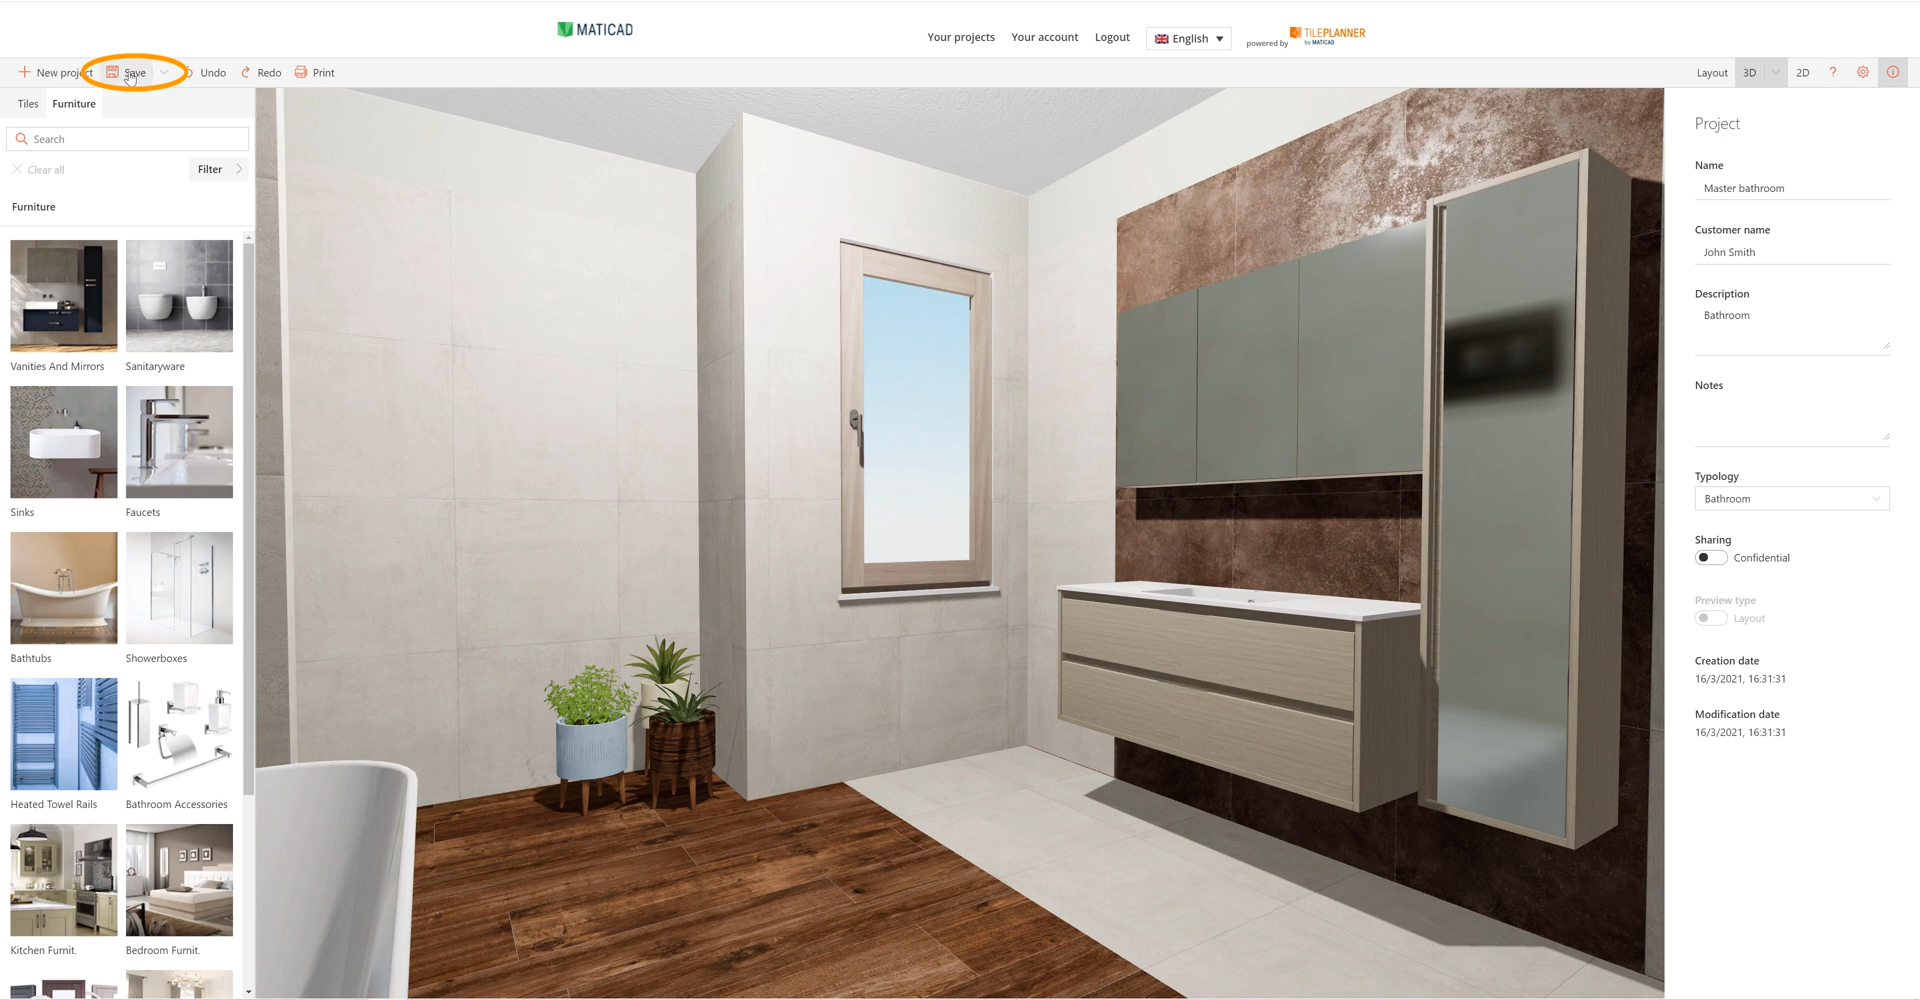 MATICAD
Your projects
Your account
Logout
English
powered by
TILEPLANNER
by MATICAD
New project
Save
Undo
Redo
Print
Layout
3D
2D
?
Tiles
Furniture
Search
Clear all
Filter
Furniture
Vanities And Mirrors
Sanitaryware
Sinks
Faucets
Bathtubs
Showerboxes
Heated Towel Rails
Bathroom Accessories
Kitchen Furnit.
Bedroom Furnit.
Project
Name
Master bathroom
Customer name
John Smith
Description
Bathroom
Notes
Typology
Bathroom
Sharing
Confidential
Preview type
Layout
Creation date
16/3/2021, 16:31:31
Modification date
16/3/2021, 16:31:31